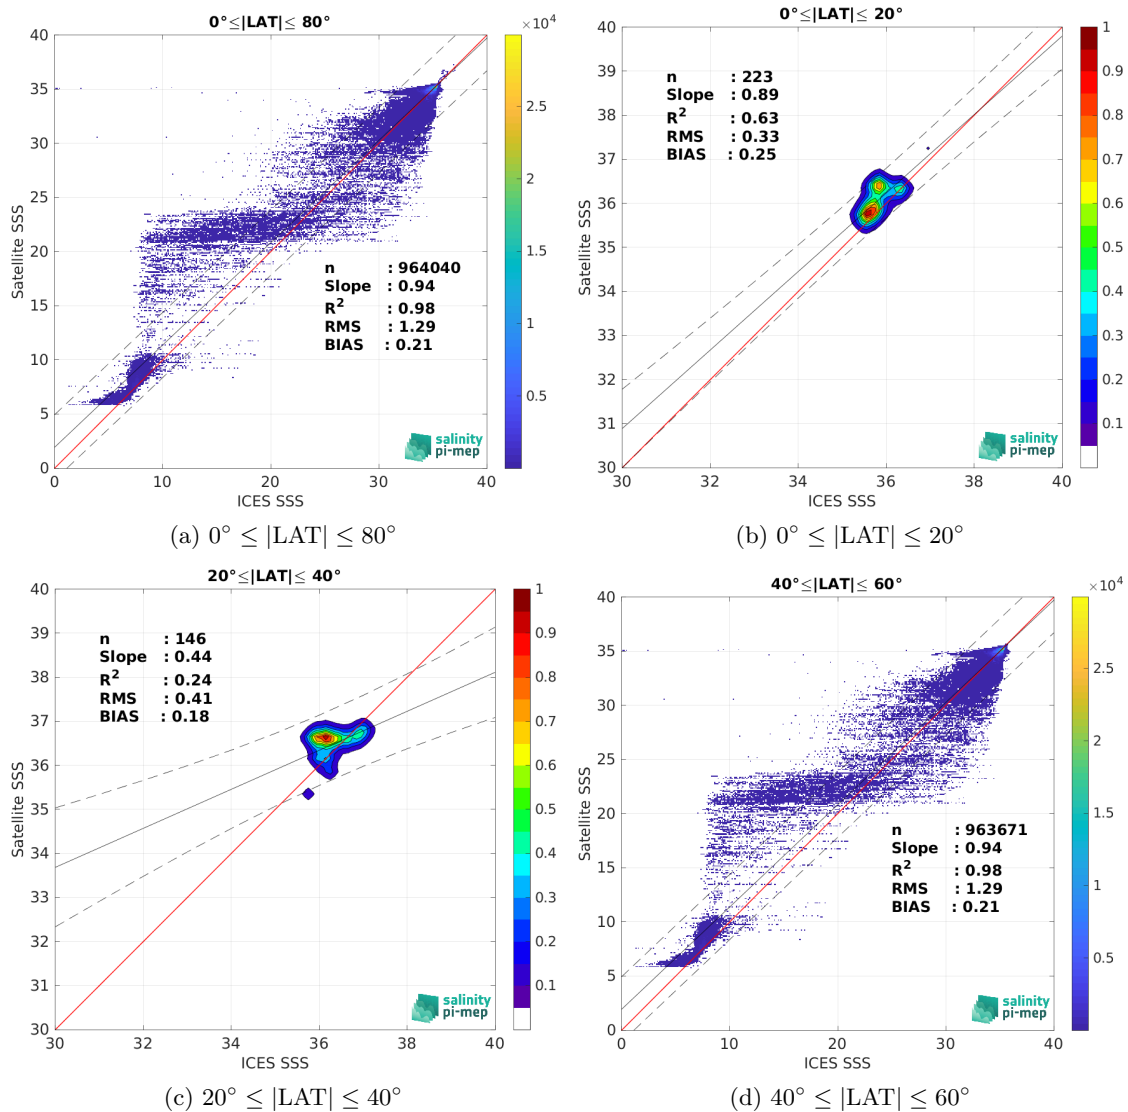 0°≤|LAT|≤ 80°
×10⁴
40
35
30
25
20
15
10
5
0
Satellite SSS
n : 964040
Slope : 0.94
R² : 0.98
RMS : 1.29
BIAS : 0.21
salinity
pi-mep
0 10 20 30 40
ICES SSS
2.5
2
1.5
1
0.5
(a) 0° ≤ |LAT| ≤ 80°
0°≤|LAT|≤ 20°
40
39
38
37
36
35
34
33
32
31
30
Satellite SSS
n : 223
Slope : 0.89
R² : 0.63
RMS : 0.33
BIAS : 0.25
salinity
pi-mep
30 32 34 36 38 40
ICES SSS
1
0.9
0.8
0.7
0.6
0.5
0.4
0.3
0.2
0.1
(b) 0° ≤ |LAT| ≤ 20°
20°≤|LAT|≤ 40°
40
39
38
37
36
35
34
33
32
31
30
Satellite SSS
n : 146
Slope : 0.44
R² : 0.24
RMS : 0.41
BIAS : 0.18
salinity
pi-mep
30 32 34 36 38 40
ICES SSS
1
0.9
0.8
0.7
0.6
0.5
0.4
0.3
0.2
0.1
(c) 20° ≤ |LAT| ≤ 40°
40°≤|LAT|≤ 60°
×10⁴
40
35
30
25
20
15
10
5
0
Satellite SSS
n : 963671
Slope : 0.94
R² : 0.98
RMS : 1.29
BIAS : 0.21
salinity
pi-mep
0 10 20 30 40
ICES SSS
2.5
2
1.5
1
0.5
(d) 40° ≤ |LAT| ≤ 60°